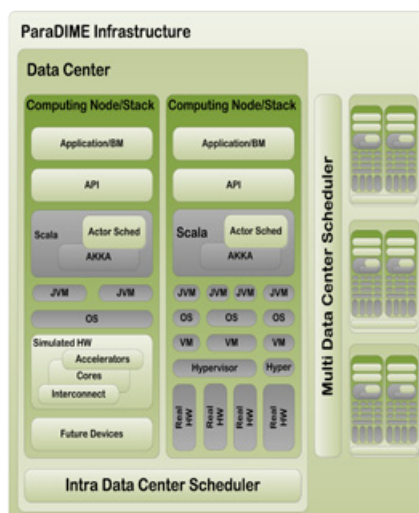 ParaDIME Infrastructure
Data Center
Computing Node/Stack
Application/BM
API
Scala
Actor Sched
AKKA
JVM JVM
OS
Simulated HW
Accelerators
Cores
Interconnect
Future Devices
Computing Node/Stack
Application/BM
API
Scala
Actor Sched
AKKA
JVM JVM JVM JVM
OS OS OS
VM VM VM
Hypervisor Hyper
Real HW
Real HW
Real HW
Real HW
Intra Data Center Scheduler
Multi Data Center Scheduler